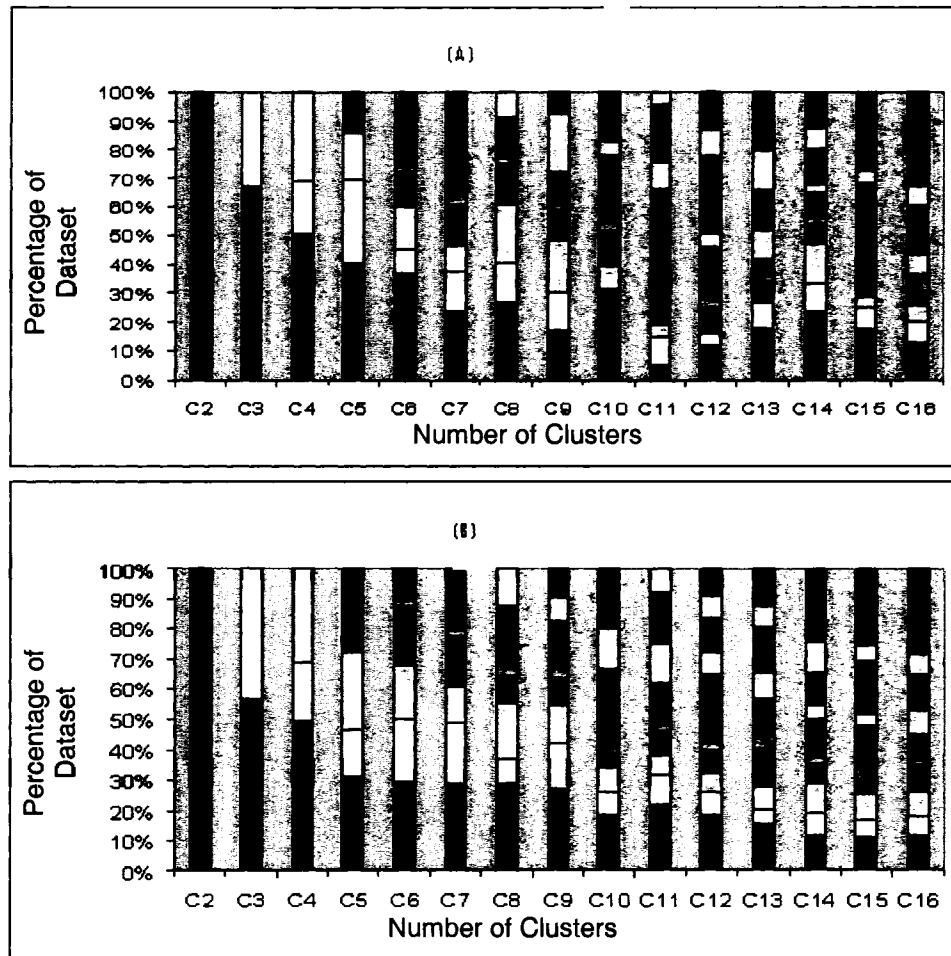 (A)
100%
90%
80%
70%
60%
50%
40%
30%
20%
10%
0%
Percentage of
Dataset
C2 C3 C4 C5 C6 C7 C8 C9 C10 C11 C12 C13 C14 C15 C16
Number of Clusters
(B)
100%
90%
80%
70%
60%
50%
40%
30%
20%
10%
0%
Percentage of
Dataset
C2 C3 C4 C5 C6 C7 C8 C9 C10 C11 C12 C13 C14 C15 C16
Number of Clusters